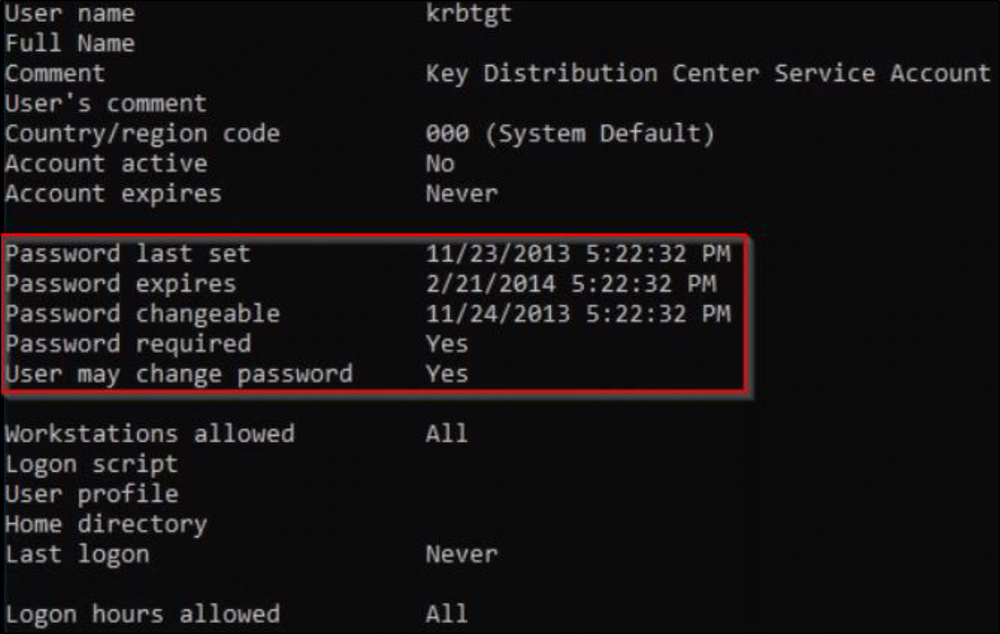 User name krbtgt
Full Name
Comment Key Distribution Center Service Account
User's comment
Country/region code 000 (System Default)
Account active No
Account expires Never
Password last set 11/23/2013 5:22:32 PM
Password expires 2/21/2014 5:22:32 PM
Password changeable 11/24/2013 5:22:32 PM
Password required Yes
User may change password Yes
Workstations allowed All
Logon script
User profile
Home directory
Last logon Never
Logon hours allowed All